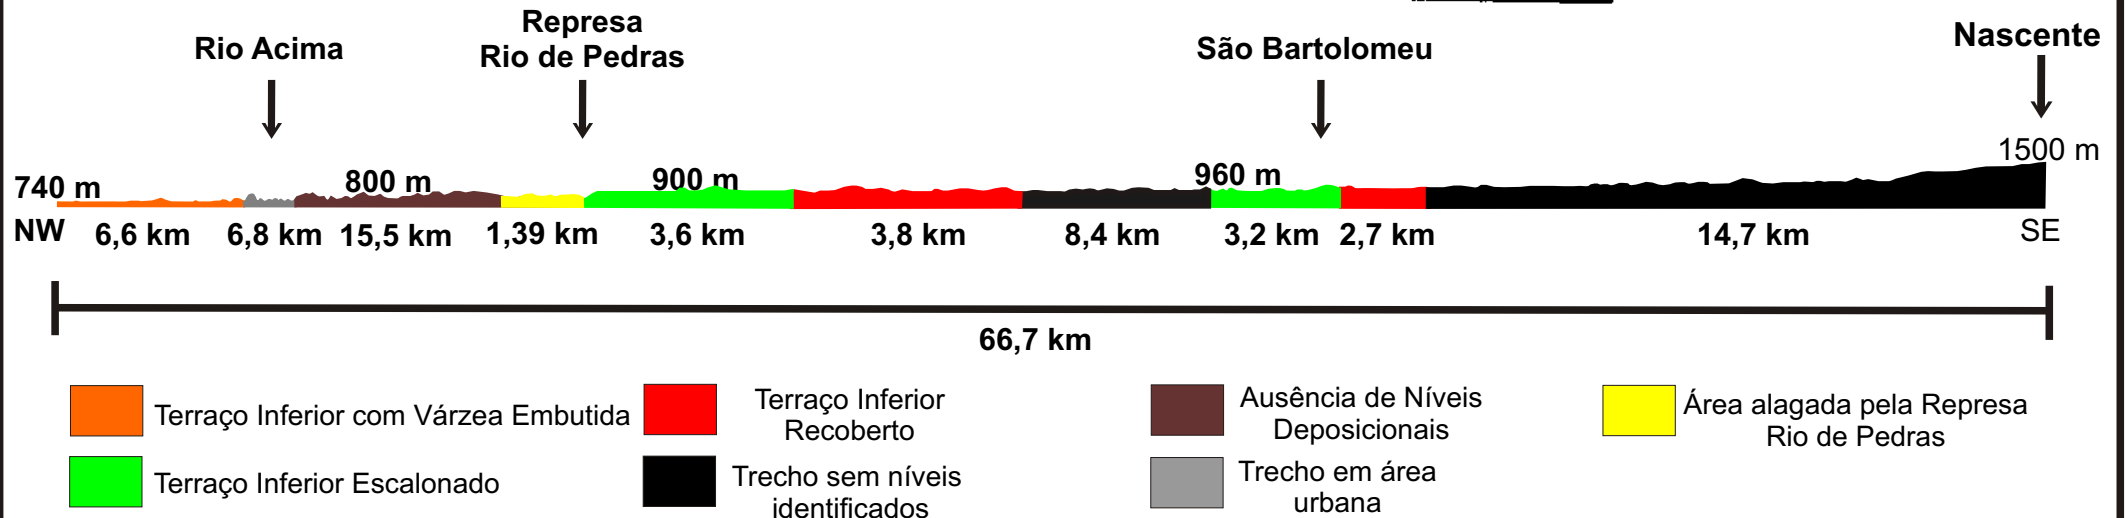 Represa
Rio de Pedras
Rio Acima
São Bartolomeu
Nascente
740 m
800 m
900 m
960 m
1500 m
NW
6,6 km
6,8 km
15,5 km
1,39 km
3,6 km
3,8 km
8,4 km
3,2 km
2,7 km
14,7 km
SE
66,7 km
Terraço Inferior com Várzea Embutida
Terraço Inferior
Recoberto
Ausência de Níveis
Deposicionais
Área alagada pela Represa
Rio de Pedras
Terraço Inferior Escalonado
Trecho sem níveis
identificados
Trecho em área
urbana